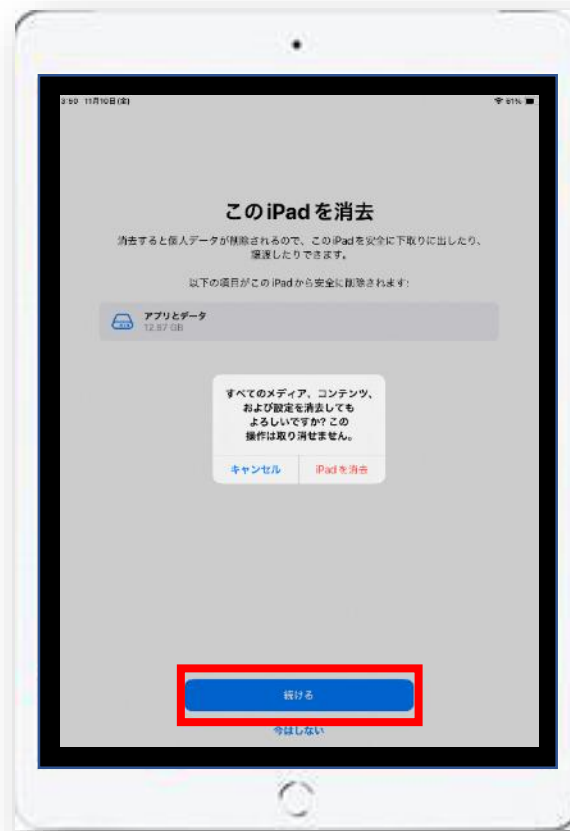 3:50 11月10日(金)
61%
このiPadを消去
消去すると個人データが削除されるので、このiPadを安全に下取りに出したり、
譲渡したりできます。
以下の項目がこのiPadから安全に削除されます:
アプリとデータ
12.87 GB
すべてのメディア、コンテンツ、
および設定を消去しても
よろしいですか?この
操作は取り消せません。
キャンセル
iPadを消去
続ける
今はしない